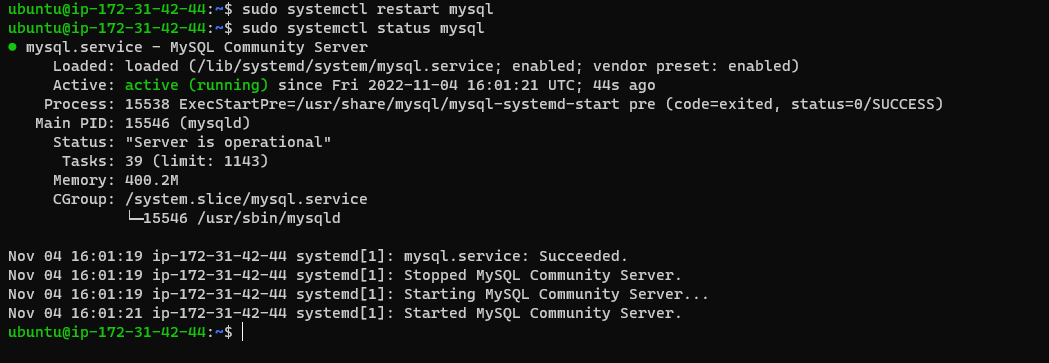 ubuntu@ip-172-31-42-44:~$ sudo systemctl restart mysql
ubuntu@ip-172-31-42-44:~$ sudo systemctl status mysql
● mysql.service - MySQL Community Server
     Loaded: loaded (/lib/systemd/system/mysql.service; enabled; vendor preset: enabled)
     Active: active (running) since Fri 2022-11-04 16:01:21 UTC; 44s ago
    Process: 15538 ExecStartPre=/usr/share/mysql/mysql-systemd-start pre (code=exited, status=0/SUCCESS)
   Main PID: 15546 (mysqld)
     Status: "Server is operational"
      Tasks: 39 (limit: 1143)
     Memory: 400.2M
     CGroup: /system.slice/mysql.service
             └─15546 /usr/sbin/mysqld

Nov 04 16:01:19 ip-172-31-42-44 systemd[1]: mysql.service: Succeeded.
Nov 04 16:01:19 ip-172-31-42-44 systemd[1]: Stopped MySQL Community Server.
Nov 04 16:01:19 ip-172-31-42-44 systemd[1]: Starting MySQL Community Server...
Nov 04 16:01:21 ip-172-31-42-44 systemd[1]: Started MySQL Community Server.
ubuntu@ip-172-31-42-44:~$